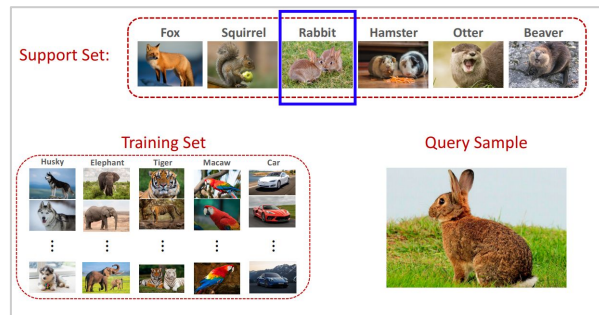 Support Set:
Fox Squirrel Rabbit Hamster Otter Beaver
Training Set
Husky Elephant Tiger Macaw Car
Query Sample